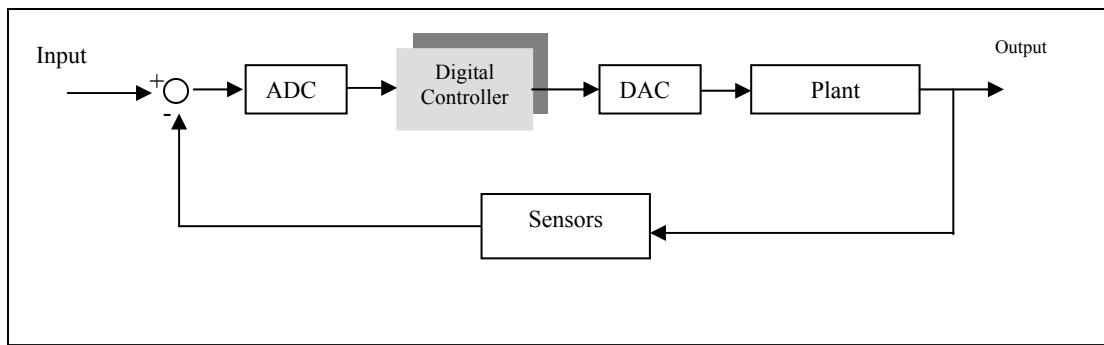 Input
Output
+
-
ADC
Digital
Controller
DAC
Plant
Sensors